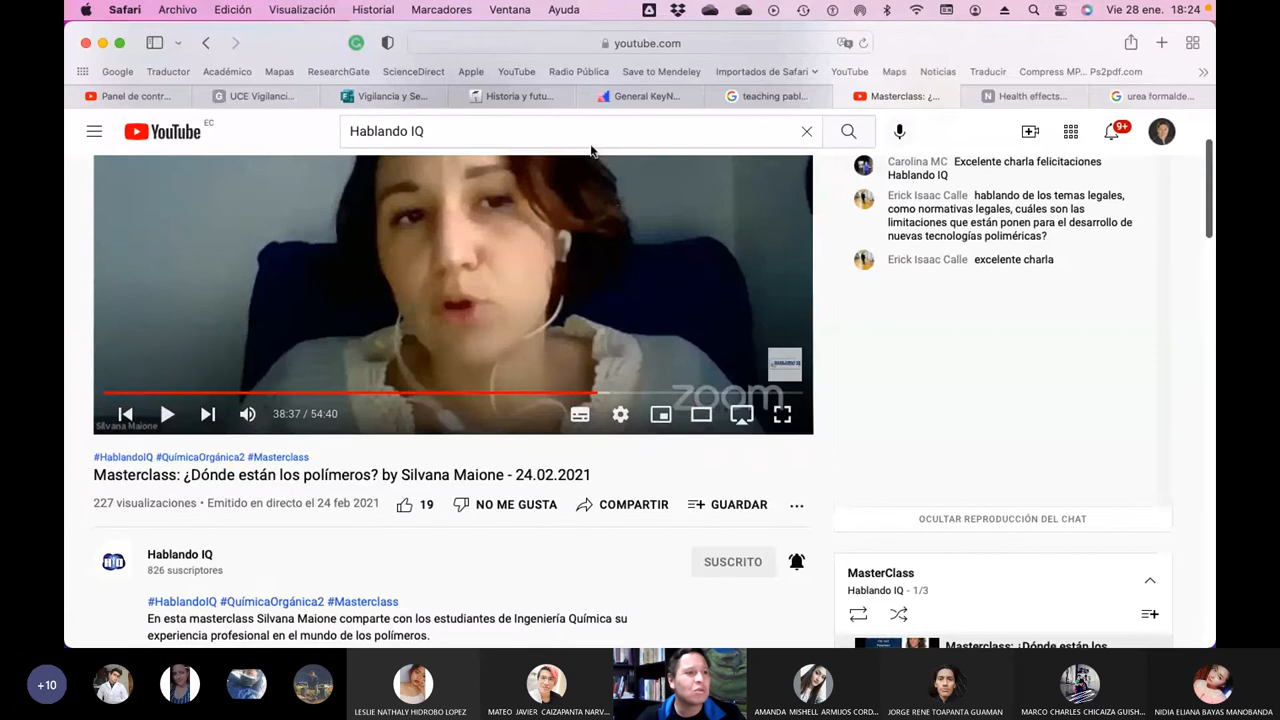 Safari Archivo Edición Visualización Historial Marcadores Ventana Ayuda Vie 28 ene. 18:24
youtube.com
Google Traductor Académico Mapas ResearchGate ScienceDirect Apple YouTube Radio Pública Save to Mendeley Importados de Safari YouTube Maps Noticias Traducir Compress MP... Ps2pdf.com
Panel de contr... UCE Vigilanci... Vigilancia y Se... Historia y futu... General KeyN... teaching pabl... Masterclass: ¿... Health effects... urea formalde...
YouTube EC
Hablando IQ
9+
Carolina MC Excelente charla felicitaciones
Hablando IQ
Erick Isaac Calle hablando de los temas legales,
como normativas legales, cuáles son las
limitaciones que están ponen para el desarrollo de
nuevas tecnologías poliméricas?
Erick Isaac Calle excelente charla
zoom
38:37 / 54:40
Silvana Maione
#HablandoIQ #QuímicaOrgánica2 #Masterclass
Masterclass: ¿Dónde están los polímeros? by Silvana Maione - 24.02.2021
227 visualizaciones • Emitido en directo el 24 feb 2021
19 NO ME GUSTA COMPARTIR GUARDAR
OCULTAR REPRODUCCIÓN DEL CHAT
Hablando IQ
826 suscriptores
SUSCRITO
MasterClass
Hablando IQ - 1/3
#HablandoIQ #QuímicaOrgánica2 #Masterclass
En esta masterclass Silvana Maione comparte con los estudiantes de Ingeniería Química su
experiencia profesional en el mundo de los polímeros.
Masterclass: ¿Dónde están los
+10
LESLIE NATHALY HIDROBO LOPEZ
MATEO JAVIER CAIZAPANTA NARV...
AMANDA MISHELL ARMIJOS CORD...
JORGE RENE TOAPANTA GUAMAN
MARCO CHARLES CHICAIZA GUISH...
NIDIA ELIANA BAYAS MANOBANDA